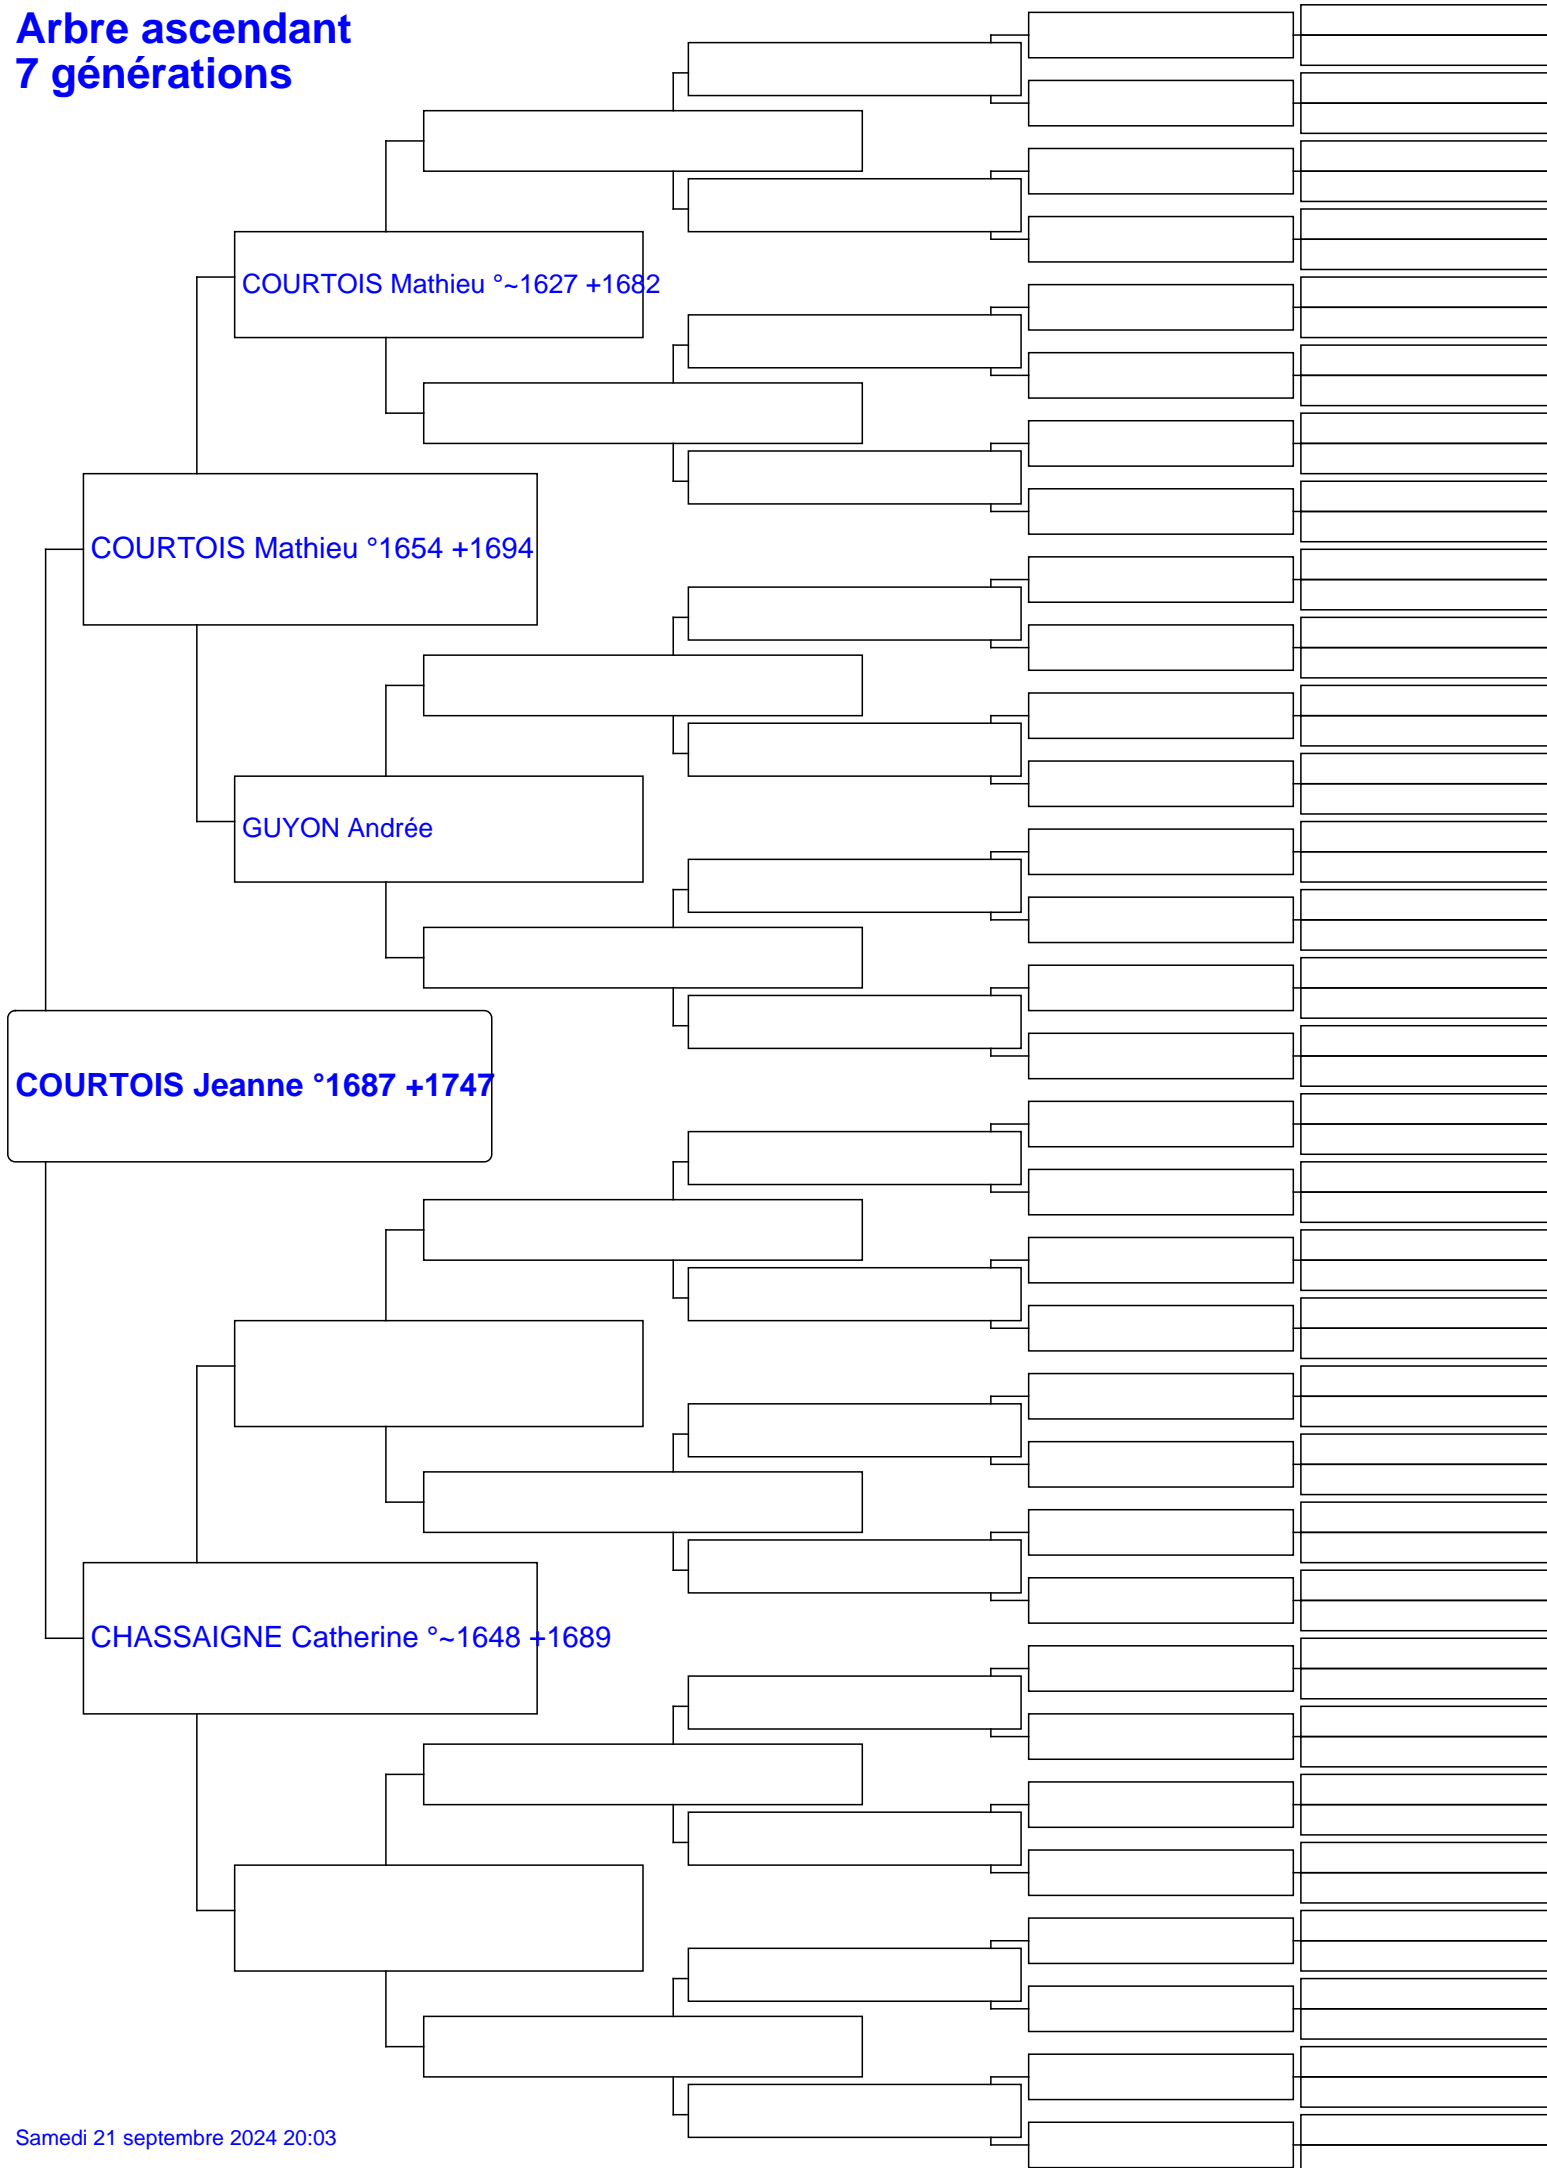 Arbre ascendant
7 générations
COURTOIS Mathieu °~1627 +1682
COURTOIS Mathieu °1654 +1694
GUYON Andrée
COURTOIS Jeanne °1687 +1747
CHASSAIGNE Catherine °~1648 +1689
Samedi 21 septembre 2024 20:03